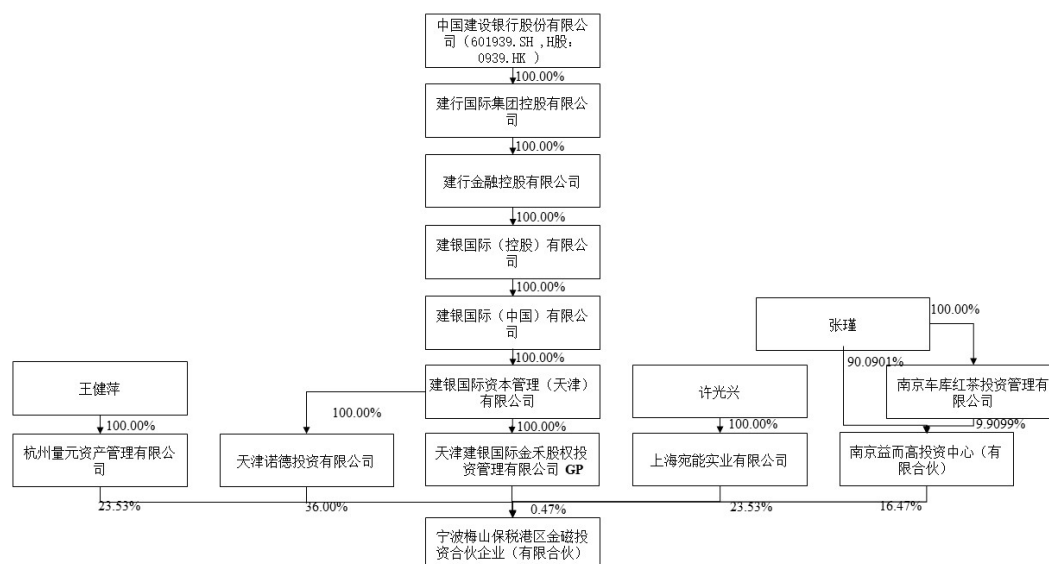 中国建设银行股份有限公
司（601939.SH ,H股：
0939.HK ）
100.00%
建行国际集团控股有限公
司
100.00%
建行金融控股有限公司
100.00%
建银国际（控股）有限公
司
100.00%
建银国际（中国）有限公
司
张瑾
100.00%
100.00%
90.0901%
王健萍
建银国际资本管理（天津）
有限公司
许光兴
南京车库红茶投资管理有
限公司
100.00%
100.00%
100.00%
100.00%
9.9099%
杭州量元资产管理有限公
司
天津诺德投资有限公司
天津建银国际金禾股权投
资管理有限公司 GP
上海宛能实业有限公司
南京益而高投资中心（有
限合伙）
23.53%
36.00%
0.47%
23.53%
16.47%
宁波梅山保税港区金磁投
资合伙企业（有限合伙）